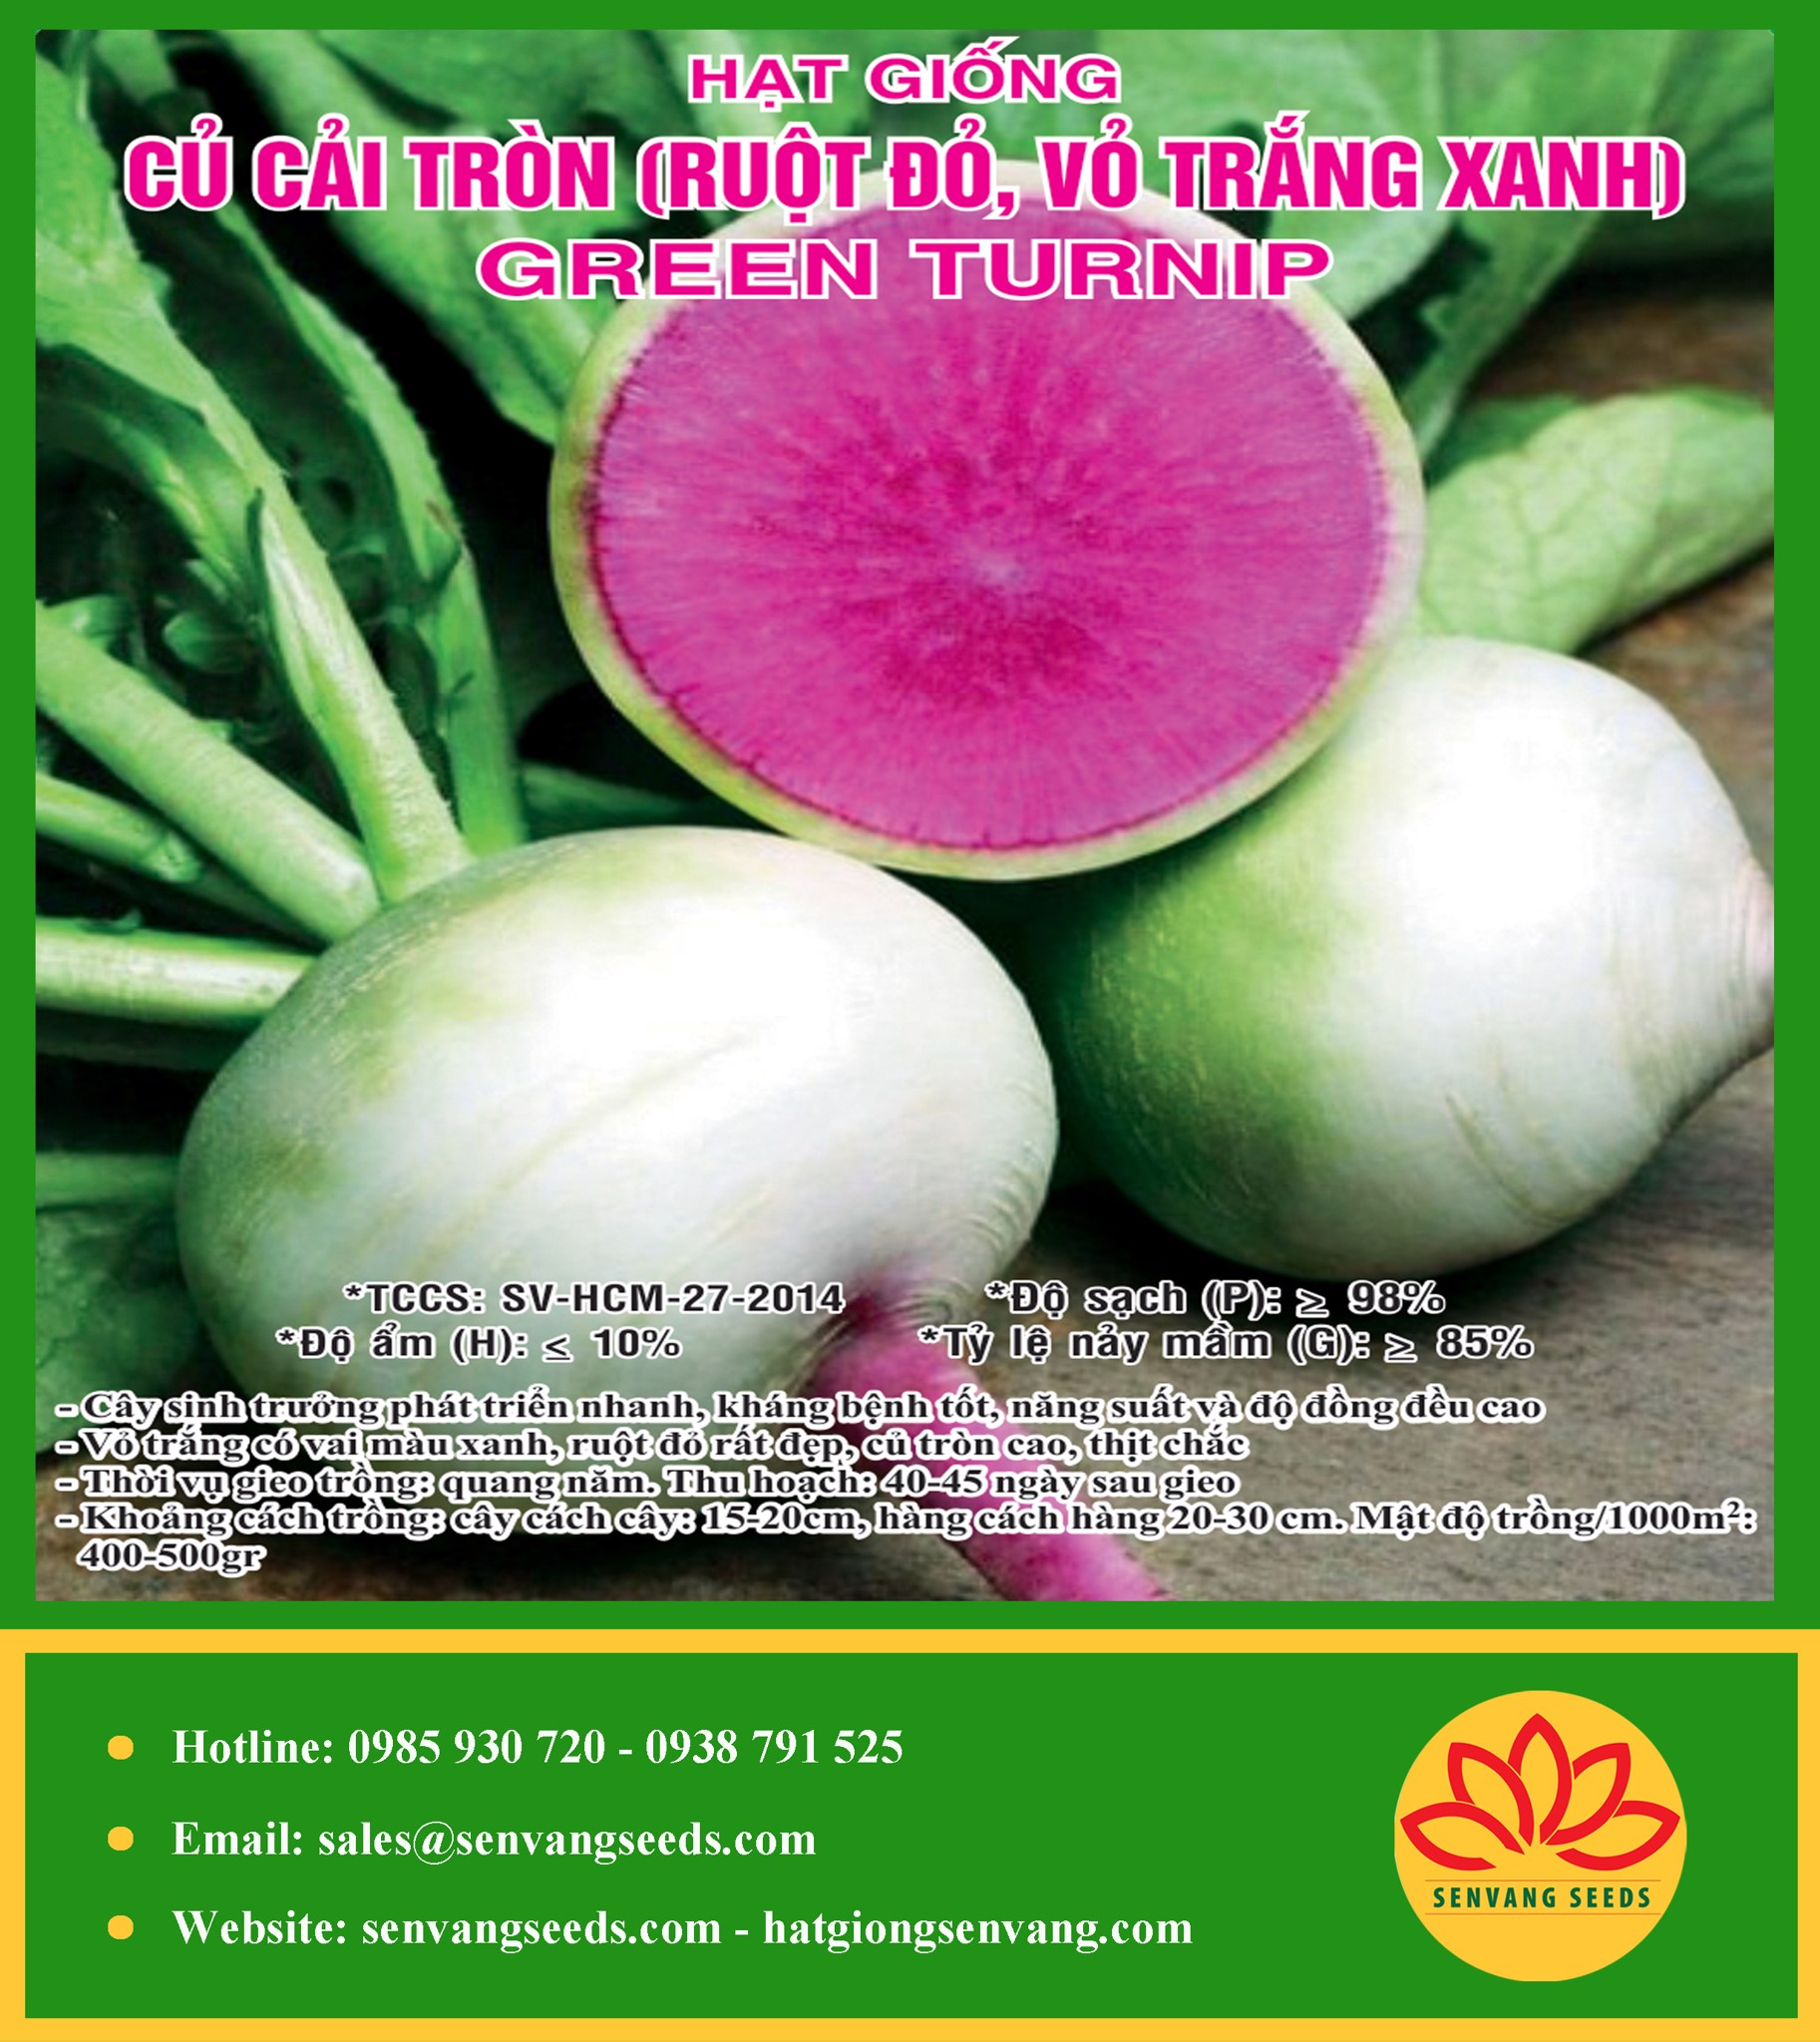 HẠT GIỐNG
CỦ CẢI TRÒN (RUỘT ĐỎ, VỎ TRẮNG XANH)
GREEN TURNIP
*TCCS: SV-HCM-27-2014 *Độ sạch (P): ≥ 98%
*Độ ẩm (H): ≤ 10% *Tỷ lệ nảy mầm (G): ≥ 85%
- Cây sinh trưởng phát triển nhanh, kháng bệnh tốt, năng suất và độ đồng đều cao
- Vỏ trắng có vai màu xanh, ruột đỏ rất đẹp, củ tròn cao, thịt chắc
- Thời vụ gieo trồng: quang năm. Thu hoạch: 40-45 ngày sau gieo
- Khoảng cách trồng: cây cách cây: 15-20cm, hàng cách hàng 20-30 cm. Mật độ trồng/1000m²:
400-500gr
Hotline: 0985 930 720 - 0938 791 525
Email: sales@senvangseeds.com
Website: senvangseeds.com - hatgiongsenvang.com
SENVANG SEEDS